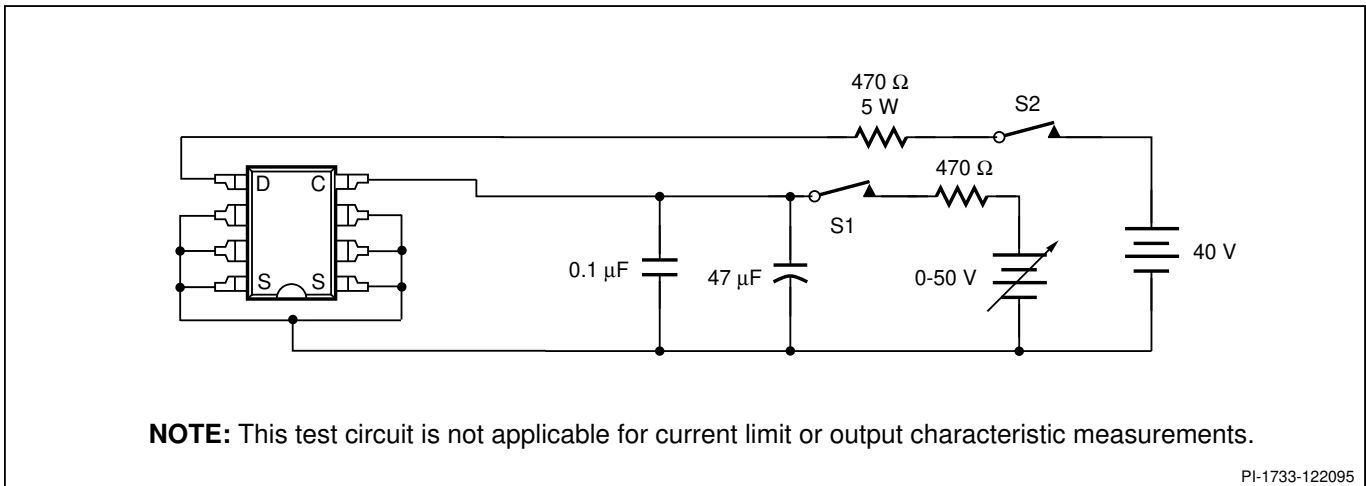 470 Ω
5 W
S2
470 Ω
D C
S1
0.1 µF
47 µF
0-50 V
40 V
S S
NOTE: This test circuit is not applicable for current limit or output characteristic measurements.
PI-1733-122095